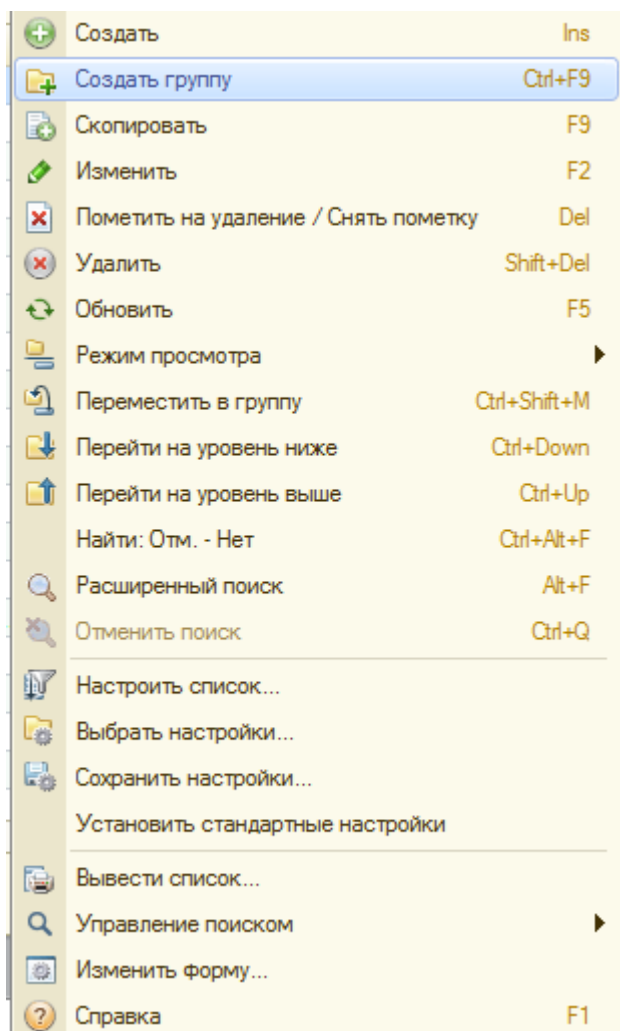 Создать Ins
Создать группу Ctrl+F9
Скопировать F9
Изменить F2
Пометить на удаление / Снять пометку Del
Удалить Shift+Del
Обновить F5
Режим просмотра
Переместить в группу Ctrl+Shift+M
Перейти на уровень ниже Ctrl+Down
Перейти на уровень выше Ctrl+Up
Найти: Отм. - Нет Ctrl+Alt+F
Расширенный поиск Alt+F
Отменить поиск Ctrl+Q
Настроить список...
Выбрать настройки...
Сохранить настройки...
Установить стандартные настройки
Вывести список...
Управление поиском
Изменить форму...
Справка F1